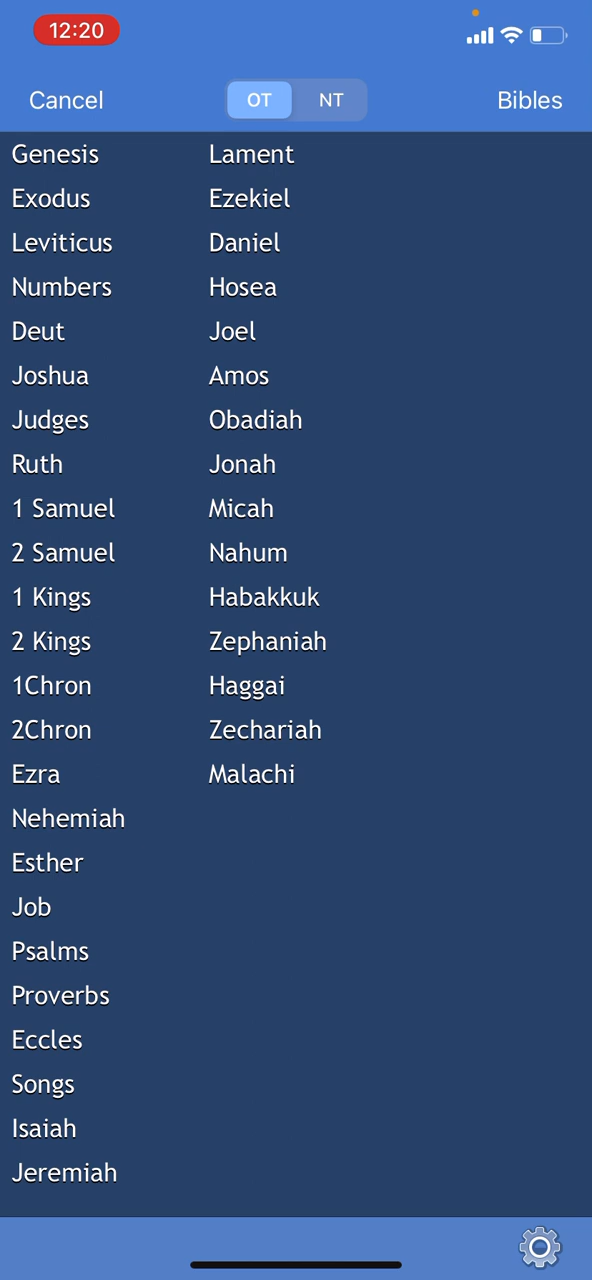 12:20
Cancel OT NT Bibles
Genesis
Exodus
Leviticus
Numbers
Deut
Joshua
Judges
Ruth
1 Samuel
2 Samuel
1 Kings
2 Kings
1Chron
2Chron
Ezra
Nehemiah
Esther
Job
Psalms
Proverbs
Eccles
Songs
Isaiah
Jeremiah
Lament
Ezekiel
Daniel
Hosea
Joel
Amos
Obadiah
Jonah
Micah
Nahum
Habakkuk
Zephaniah
Haggai
Zechariah
Malachi